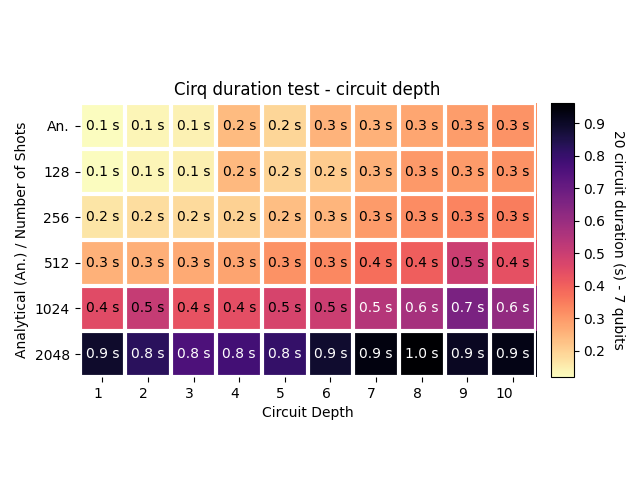 Cirq duration test - circuit depth
Analytical (An.) / Number of Shots
An. 0.1 s 0.1 s 0.1 s 0.2 s 0.2 s 0.3 s 0.3 s 0.3 s 0.3 s 0.3 s
128 0.1 s 0.1 s 0.1 s 0.2 s 0.2 s 0.2 s 0.3 s 0.3 s 0.3 s 0.3 s
256 0.2 s 0.2 s 0.2 s 0.2 s 0.2 s 0.3 s 0.3 s 0.3 s 0.3 s 0.3 s
512 0.3 s 0.3 s 0.3 s 0.3 s 0.3 s 0.3 s 0.4 s 0.4 s 0.5 s 0.4 s
1024 0.4 s 0.5 s 0.4 s 0.4 s 0.5 s 0.5 s 0.5 s 0.6 s 0.7 s 0.6 s
2048 0.9 s 0.8 s 0.8 s 0.8 s 0.8 s 0.9 s 0.9 s 1.0 s 0.9 s 0.9 s
1 2 3 4 5 6 7 8 9 10
Circuit Depth
0.9
0.8
0.7
0.6
0.5
0.4
0.3
0.2
20 circuit duration (s) - 7 qubits